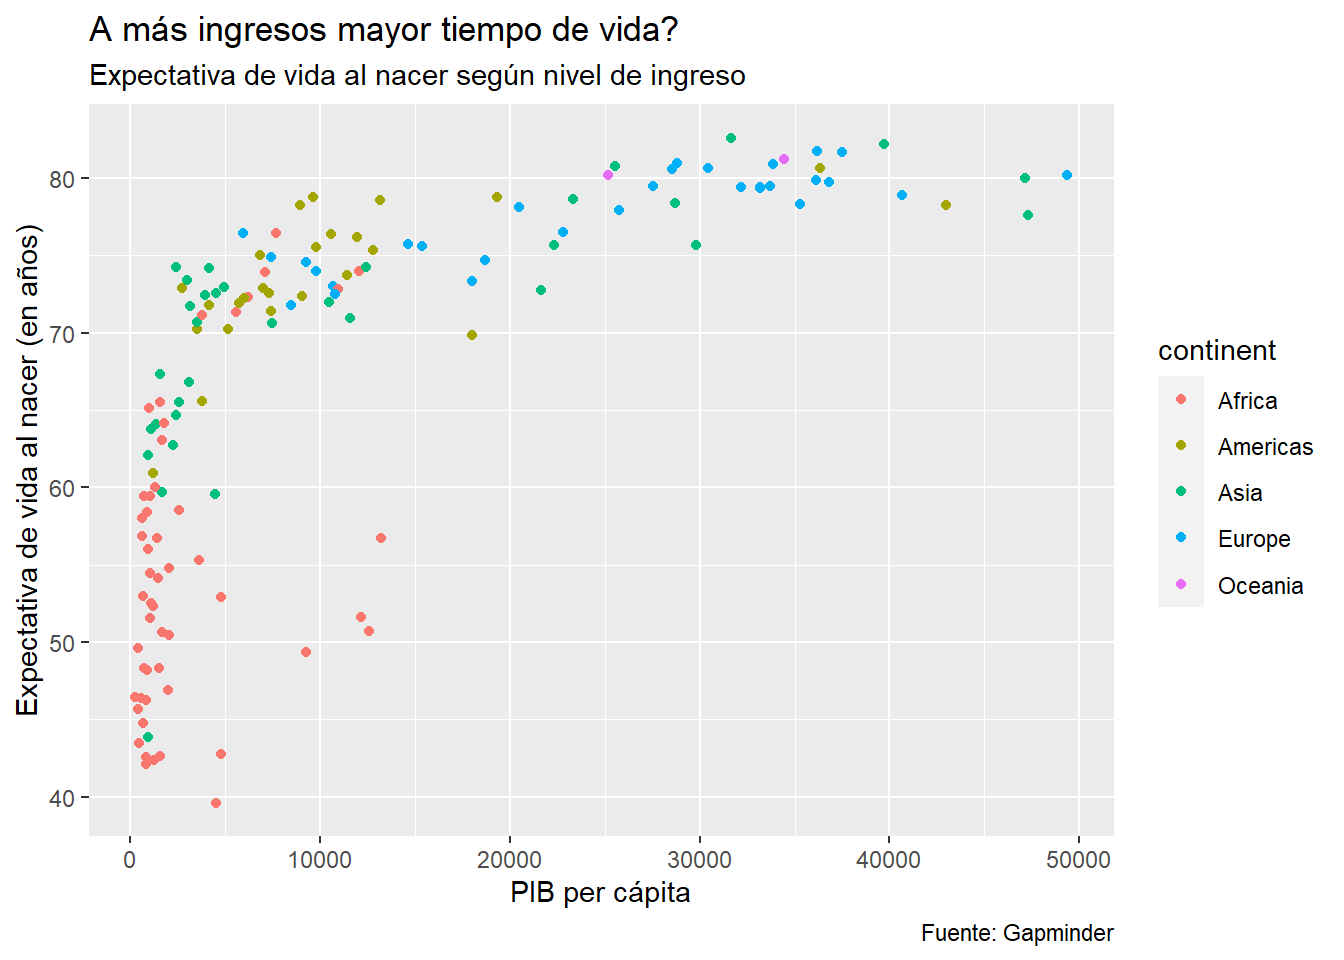 A más ingresos mayor tiempo de vida?
Expectativa de vida al nacer según nivel de ingreso
Expectativa de vida al nacer (en años)
80
70
60
50
40
0 10000 20000 30000 40000 50000
PIB per cápita
continent
Africa
Americas
Asia
Europe
Oceania
Fuente: Gapminder